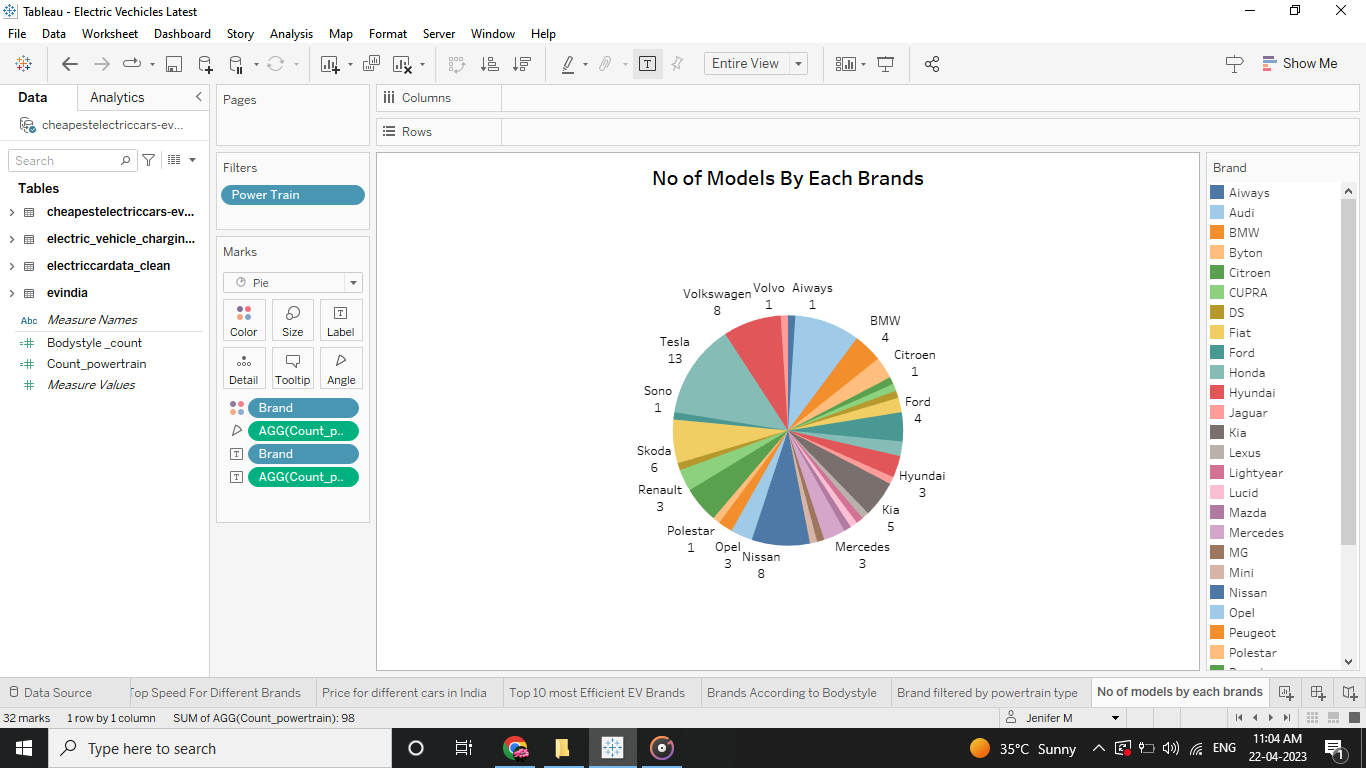 Tableau - Electric Vechicles Latest
File Data Worksheet Dashboard Story Analysis Map Format Server Window Help
Entire View
Show Me
Data Analytics
cheapestelectriccars-ev...
Search
Tables
cheapestelectriccars-ev...
electric_vehicle_chargin...
electriccardata_clean
evindia
Abc Measure Names
Bodystyle _count
Count_powertrain
Measure Values
Pages
Filters
Power Train
Marks
Pie
Color Size Label
Detail Tooltip Angle
Brand
AGG(Count_p..
Brand
AGG(Count_p..
Columns
Rows
No of Models By Each Brands
Volvo
1
Aiways
1
BMW
4
Citroen
1
Ford
4
Hyundai
3
Kia
5
Mercedes
3
Nissan
8
Opel
3
Polestar
1
Renault
3
Skoda
6
Sono
1
Tesla
13
Volkswagen
8
Brand
Aiways
Audi
BMW
Byton
Citroen
CUPRA
DS
Fiat
Ford
Honda
Hyundai
Jaguar
Kia
Lexus
Lightyear
Lucid
Mazda
Mercedes
MG
Mini
Nissan
Opel
Peugeot
Polestar
Data Source
Top Speed For Different Brands
Price for different cars in India
Top 10 most Efficient EV Brands
Brands According to Bodystyle
Brand filtered by powertrain type
No of models by each brands
32 marks 1 row by 1 column SUM of AGG(Count_powertrain): 98
Jenifer M
Type here to search
35°C Sunny
ENG
11:04 AM
22-04-2023
1